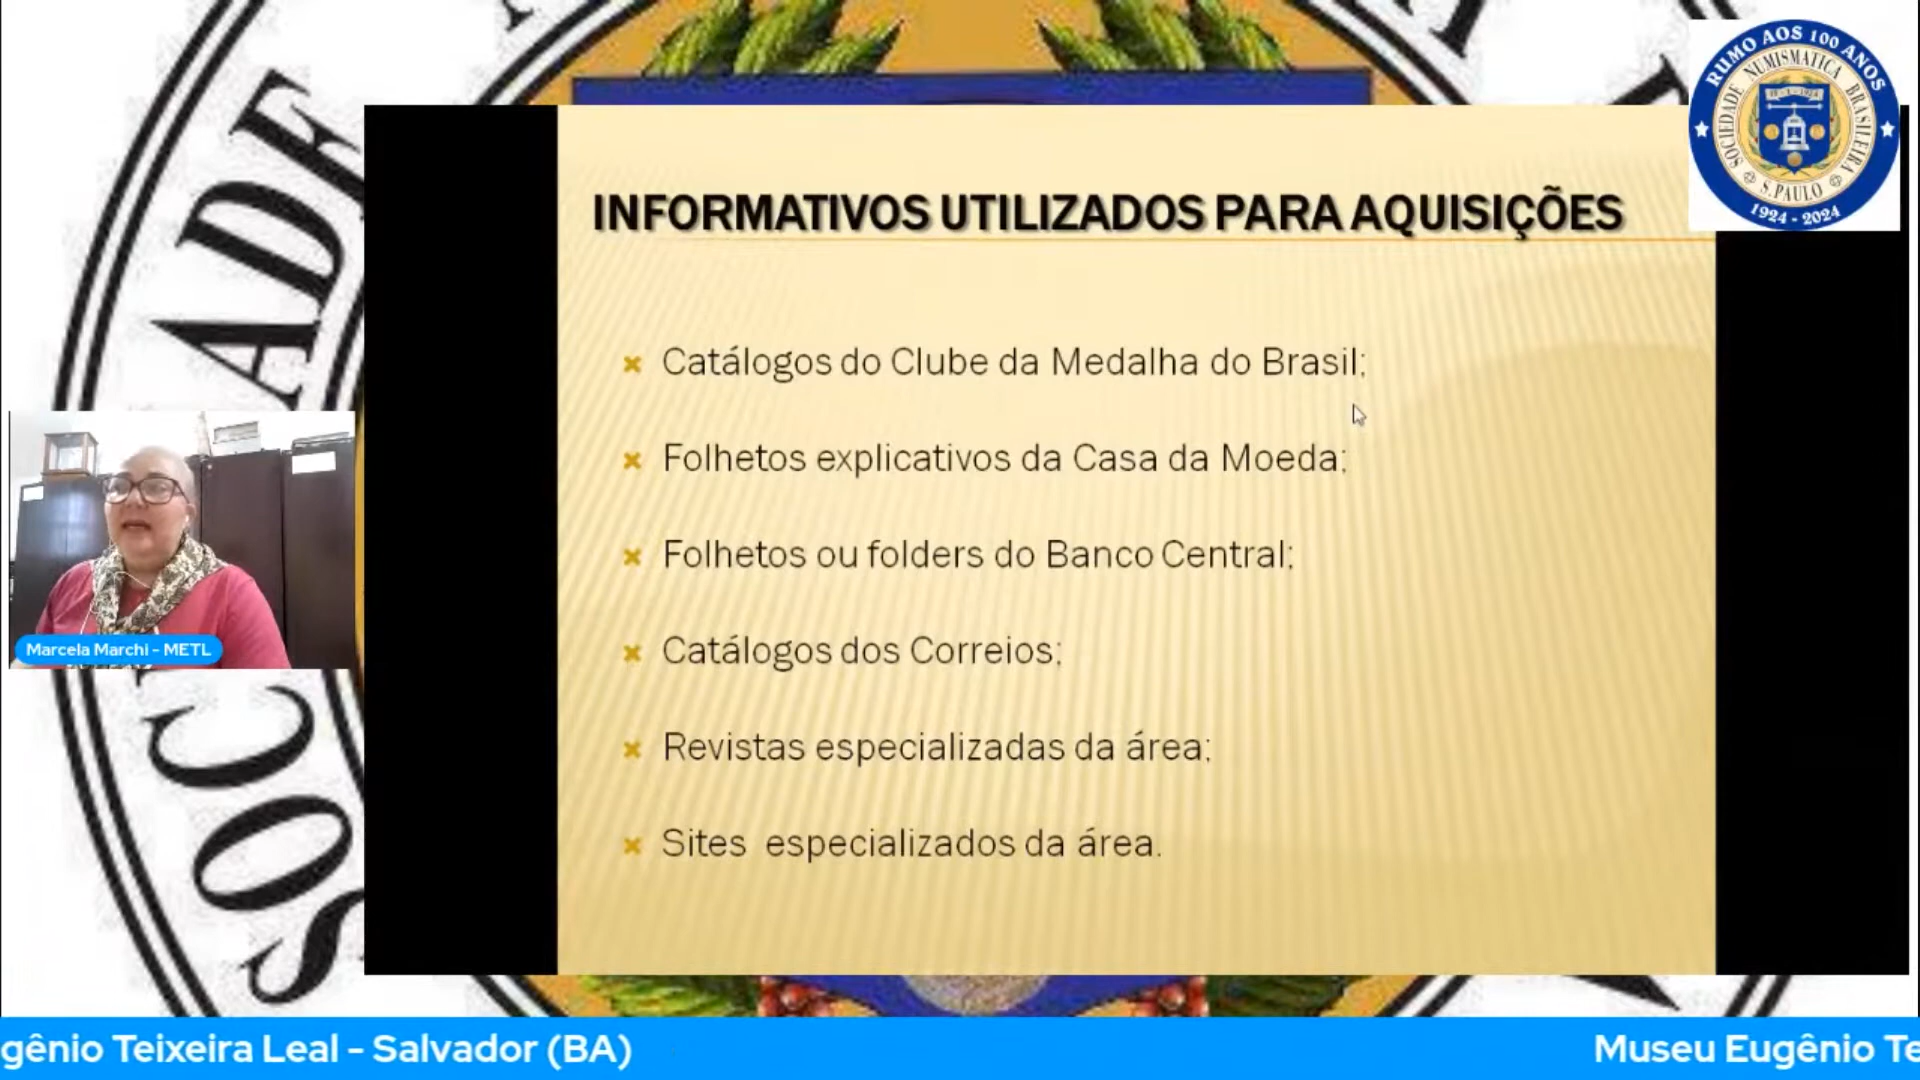 RUMO AOS 100 ANOS
SOCIEDADE NUMISMATICA BRASILEIRA
S. PAULO
1924 - 2024
INFORMATIVOS UTILIZADOS PARA AQUISIÇÕES
Catálogos do Clube da Medalha do Brasil;
Folhetos explicativos da Casa da Moeda;
Folhetos ou folders do Banco Central;
Catálogos dos Correios;
Revistas especializadas da área;
Sites especializados da área.
Marcela Marchi - METL
SOC
ADE
gênio Teixeira Leal - Salvador (BA)
Museu Eugênio Te